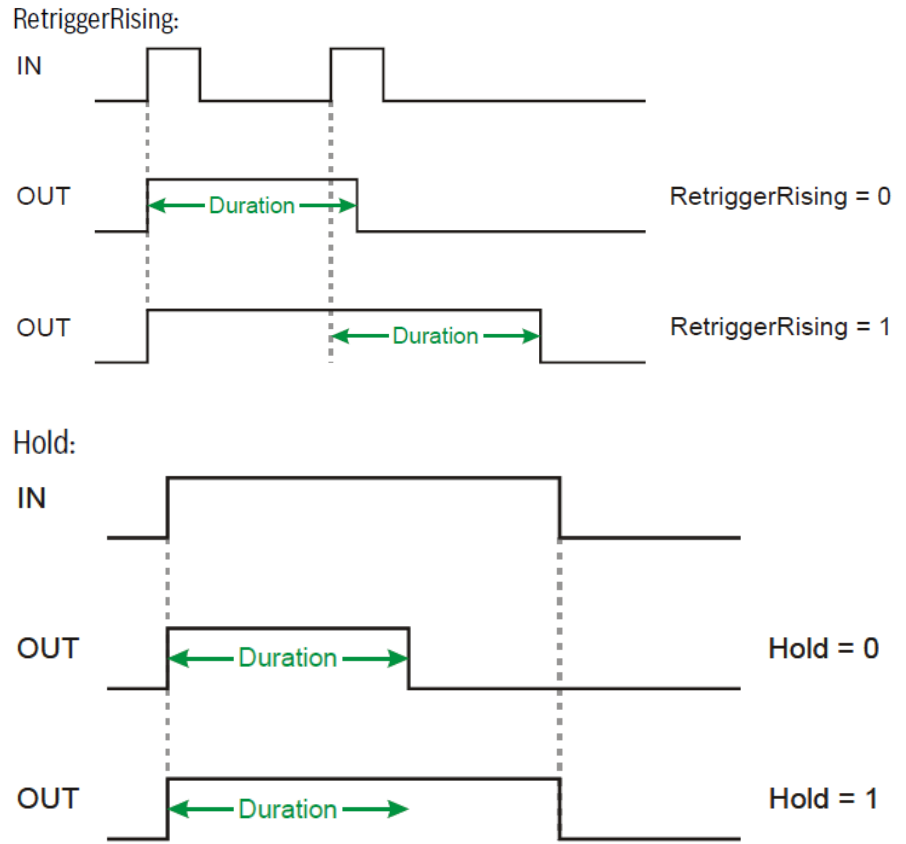 RetriggerRising:
IN
OUT Duration RetriggerRising = 0
OUT Duration RetriggerRising = 1
Hold:
IN
OUT Duration Hold = 0
OUT Duration Hold = 1